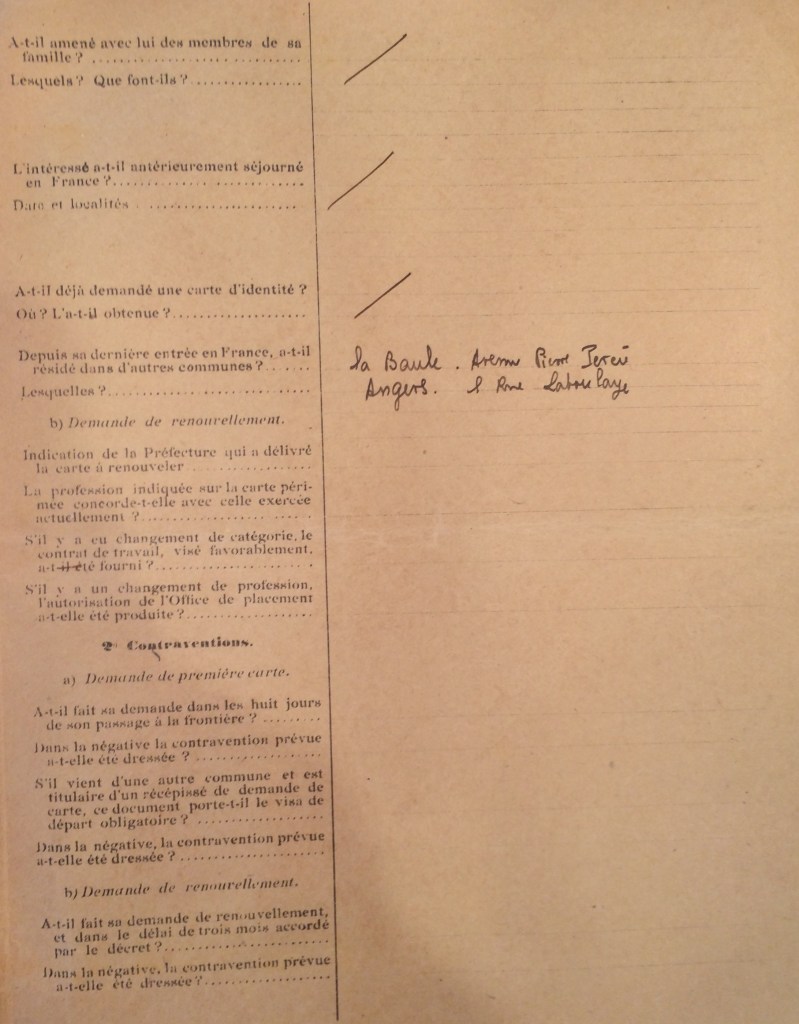 A-t-il amené avec lui des membres de sa
famille ? ..............................
Lesquels ? Que font-ils ? ...............
L'intéressé a-t-il antérieurement séjourné
en France ? ..........................
Date et localités . ......................
A-t-il déjà demandé une carte d'identité ?
Où ? L'a-t-il obtenue ? ...................
Depuis sa dernière entrée en France, a-t-il
résidé dans d'autres communes ? ......
La Baule . Avenue Pierre
Lesquelles ? ............................
Angers. Rue Laboulaye
b) Demande de renouvellement.
Indication de la Préfecture qui a délivré
la carte à renouveler ................
La profession indiquée sur la carte péri-
mée concorde-t-elle avec celle exercée
actuellement ? ......................
S'il y a eu changement de catégorie, le
contrat de travail, visé favorablement,
a-t-il été fourni ? ....................
S'il y a un changement de profession,
l'autorisation de l'Office de placement
a-t-elle été produite ? .................
2° Contraventions.
a) Demande de première carte.
A-t-il fait sa demande dans les huit jours
de son passage à la frontière ? ........
Dans la négative la contravention prévue
a-t-elle été dressée ? .................
S'il vient d'une autre commune et est
titulaire d'un récépissé de demande de
carte, ce document porte-t-il le visa de
départ obligatoire ? .................
Dans la négative, la contravention prévue
a-t-elle été dressée ? ....................
b) Demande de renouvellement.
A-t-il fait sa demande de renouvellement,
et dans le délai de trois mois accordé
par le décret ? .......................
Dans la négative, la contravention prévue
a-t-elle été dressée ? ..................